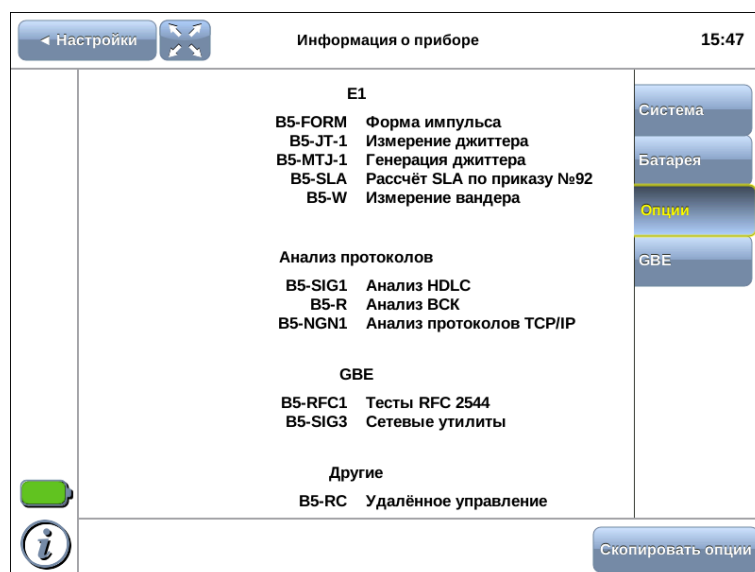 ◄ Настройки
Информация о приборе
15:47
E1
B5-FORM Форма импульса
B5-JT-1 Измерение джиттера
B5-MTJ-1 Генерация джиттера
B5-SLA Рассчёт SLA по приказу №92
B5-W Измерение вандера
Анализ протоколов
B5-SIG1 Анализ HDLC
B5-R Анализ ВСК
B5-NGN1 Анализ протоколов TCP/IP
GBE
B5-RFC1 Тесты RFC 2544
B5-SIG3 Сетевые утилиты
Другие
B5-RC Удалённое управление
Система
Батарея
Опции
GBE
i
Скопировать опции